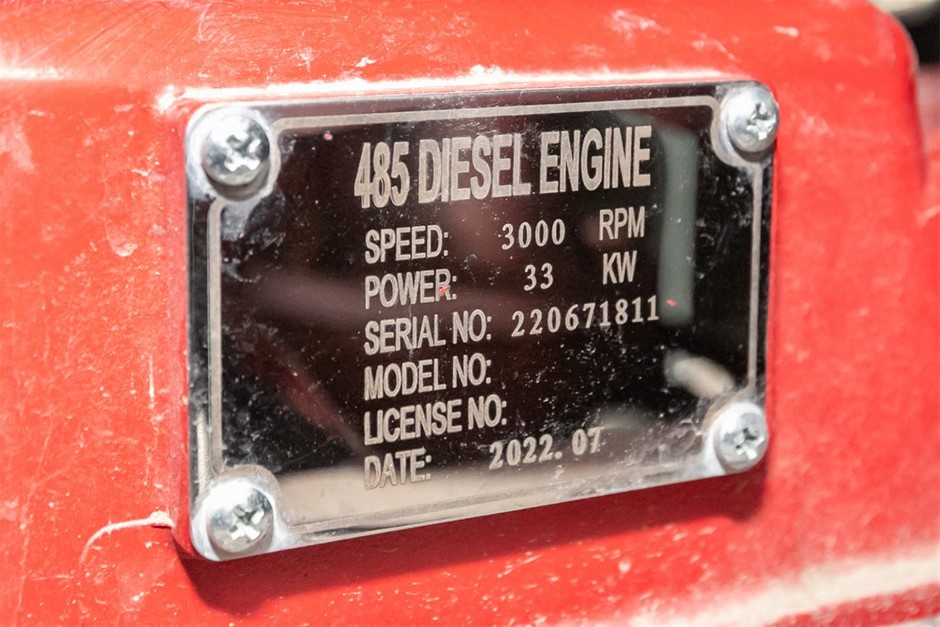 485 DIESEL ENGINE
SPEED: 3000 RPM
POWER: 33 KW
SERIAL NO: 220671811
MODEL NO:
LICENSE NO:
DATE: 2022.07